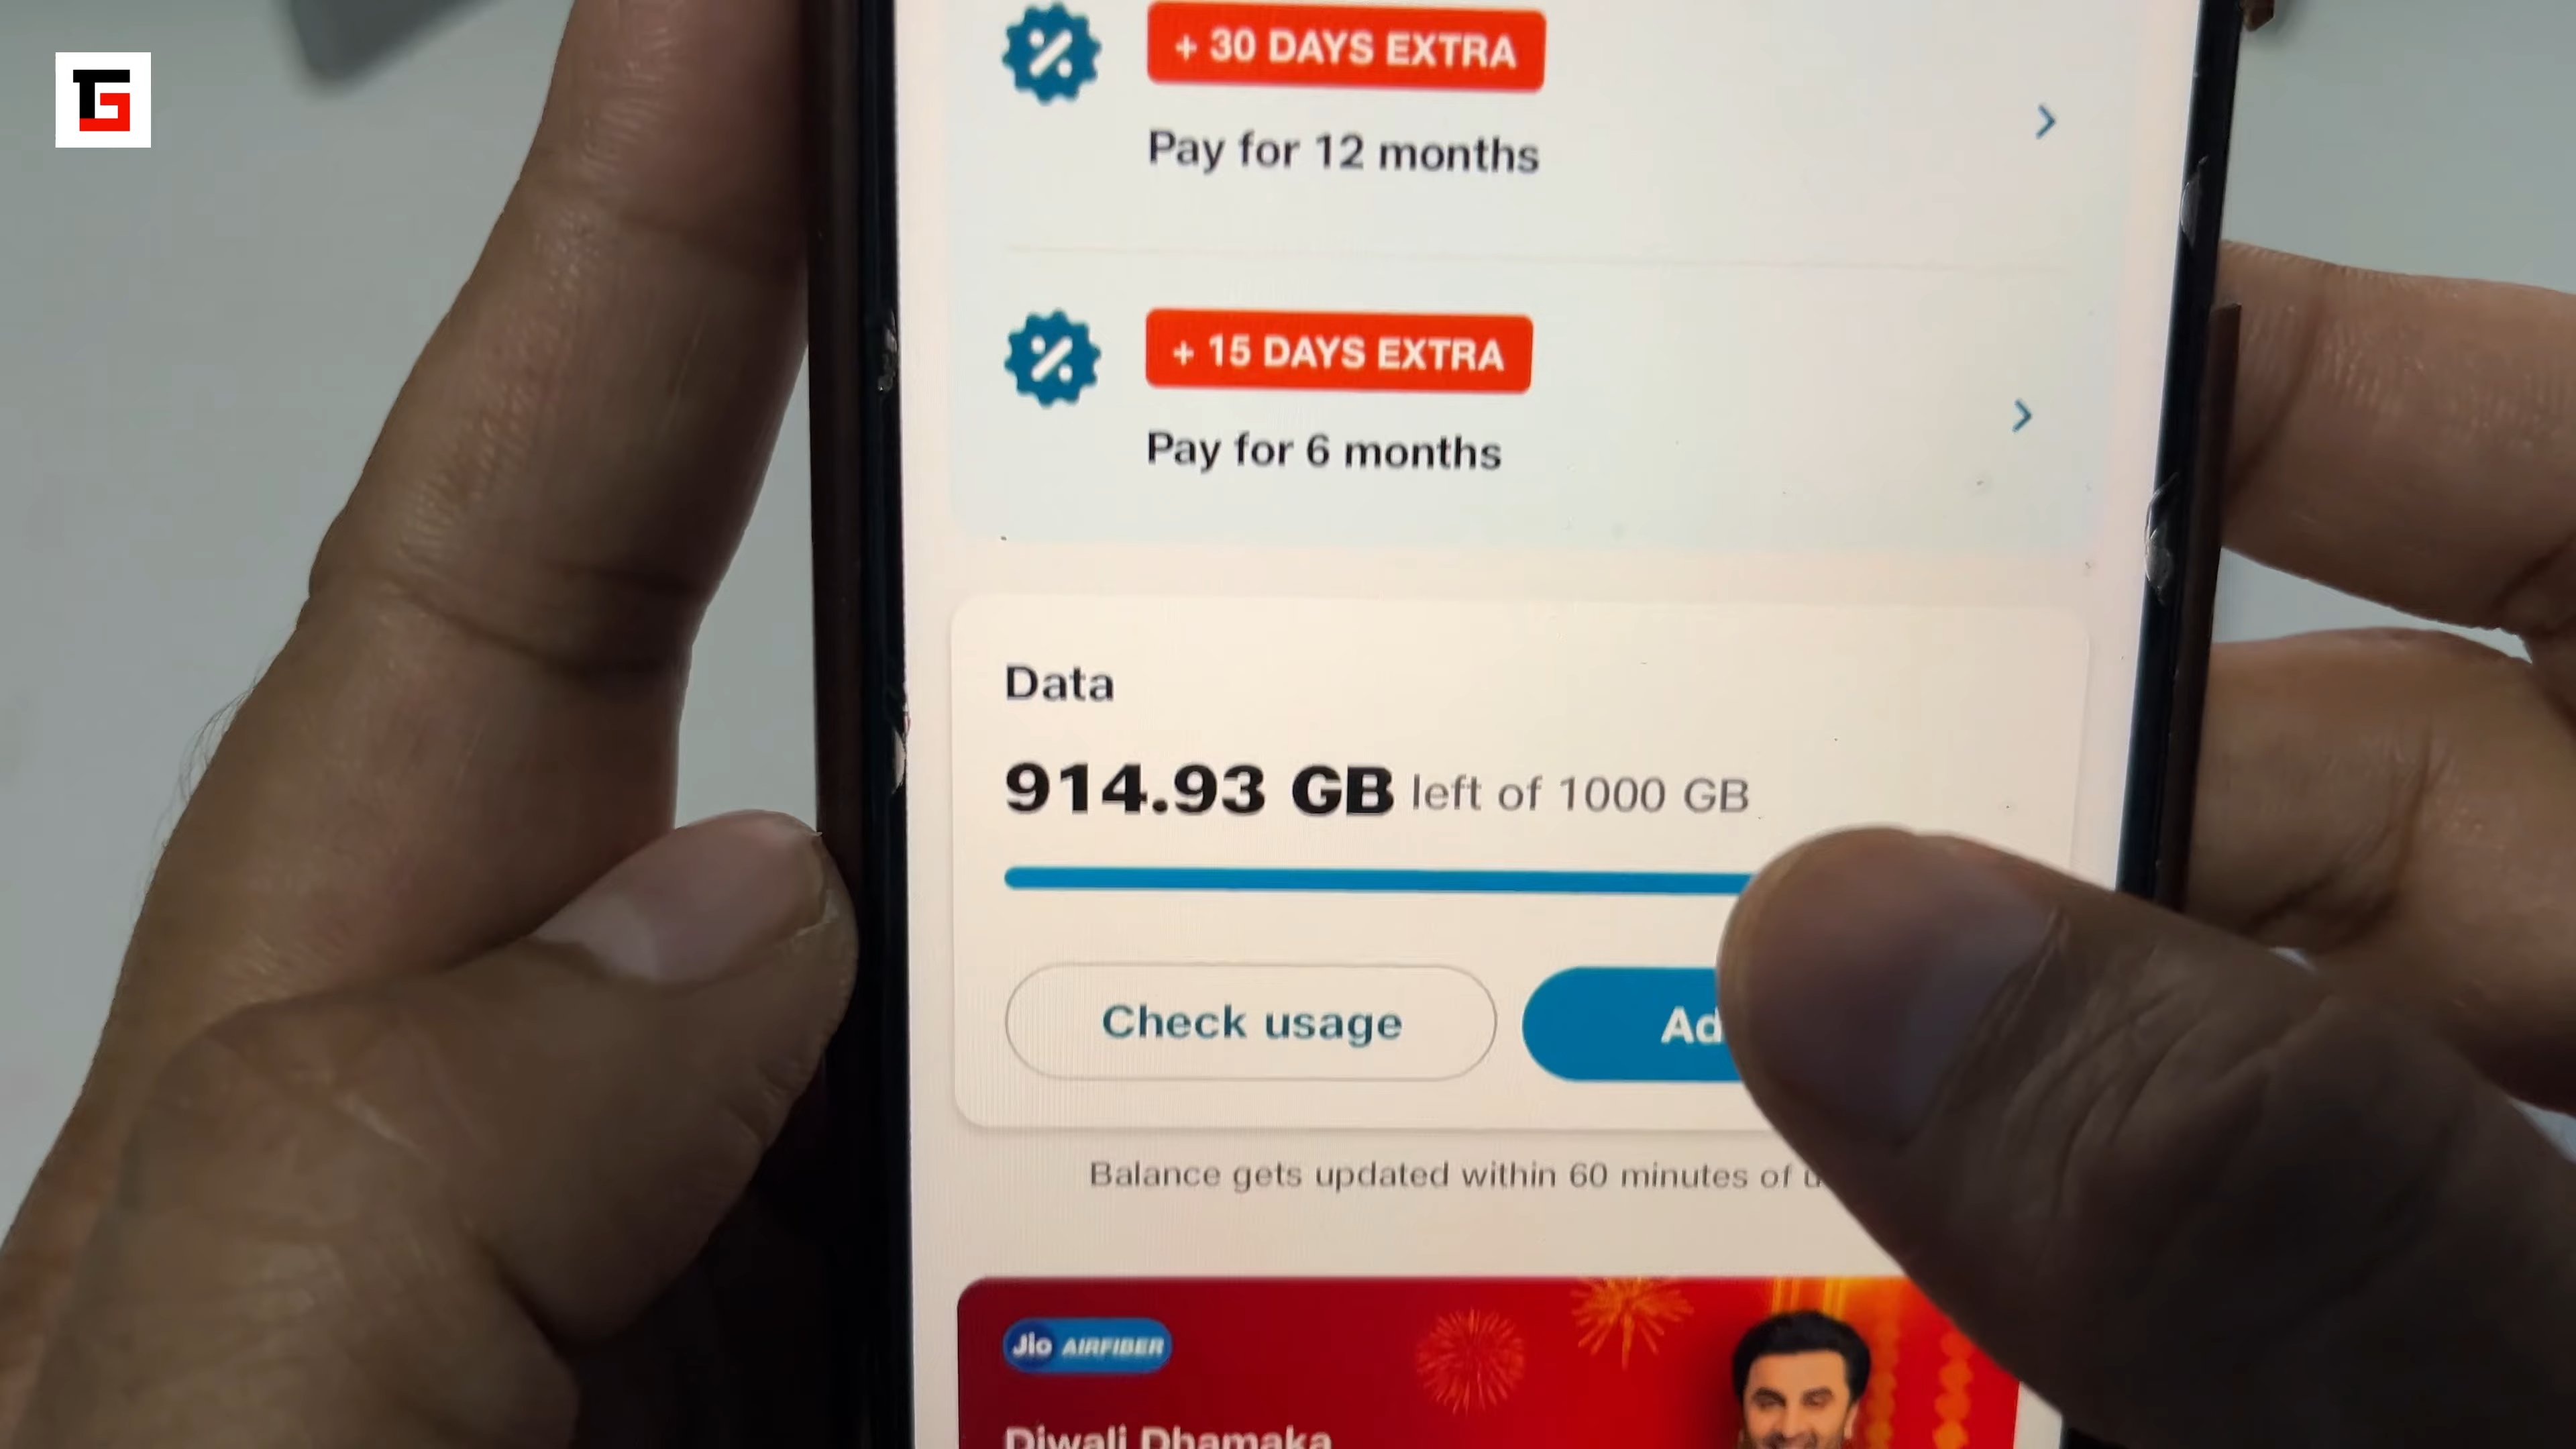 + 30 DAYS EXTRA
Pay for 12 months
+ 15 DAYS EXTRA
Pay for 6 months
Data
914.93 GB left of 1000 GB
Check usage
Balance gets updated within 60 minutes of
Jio AIRFIBER
Diwali Dhamaka